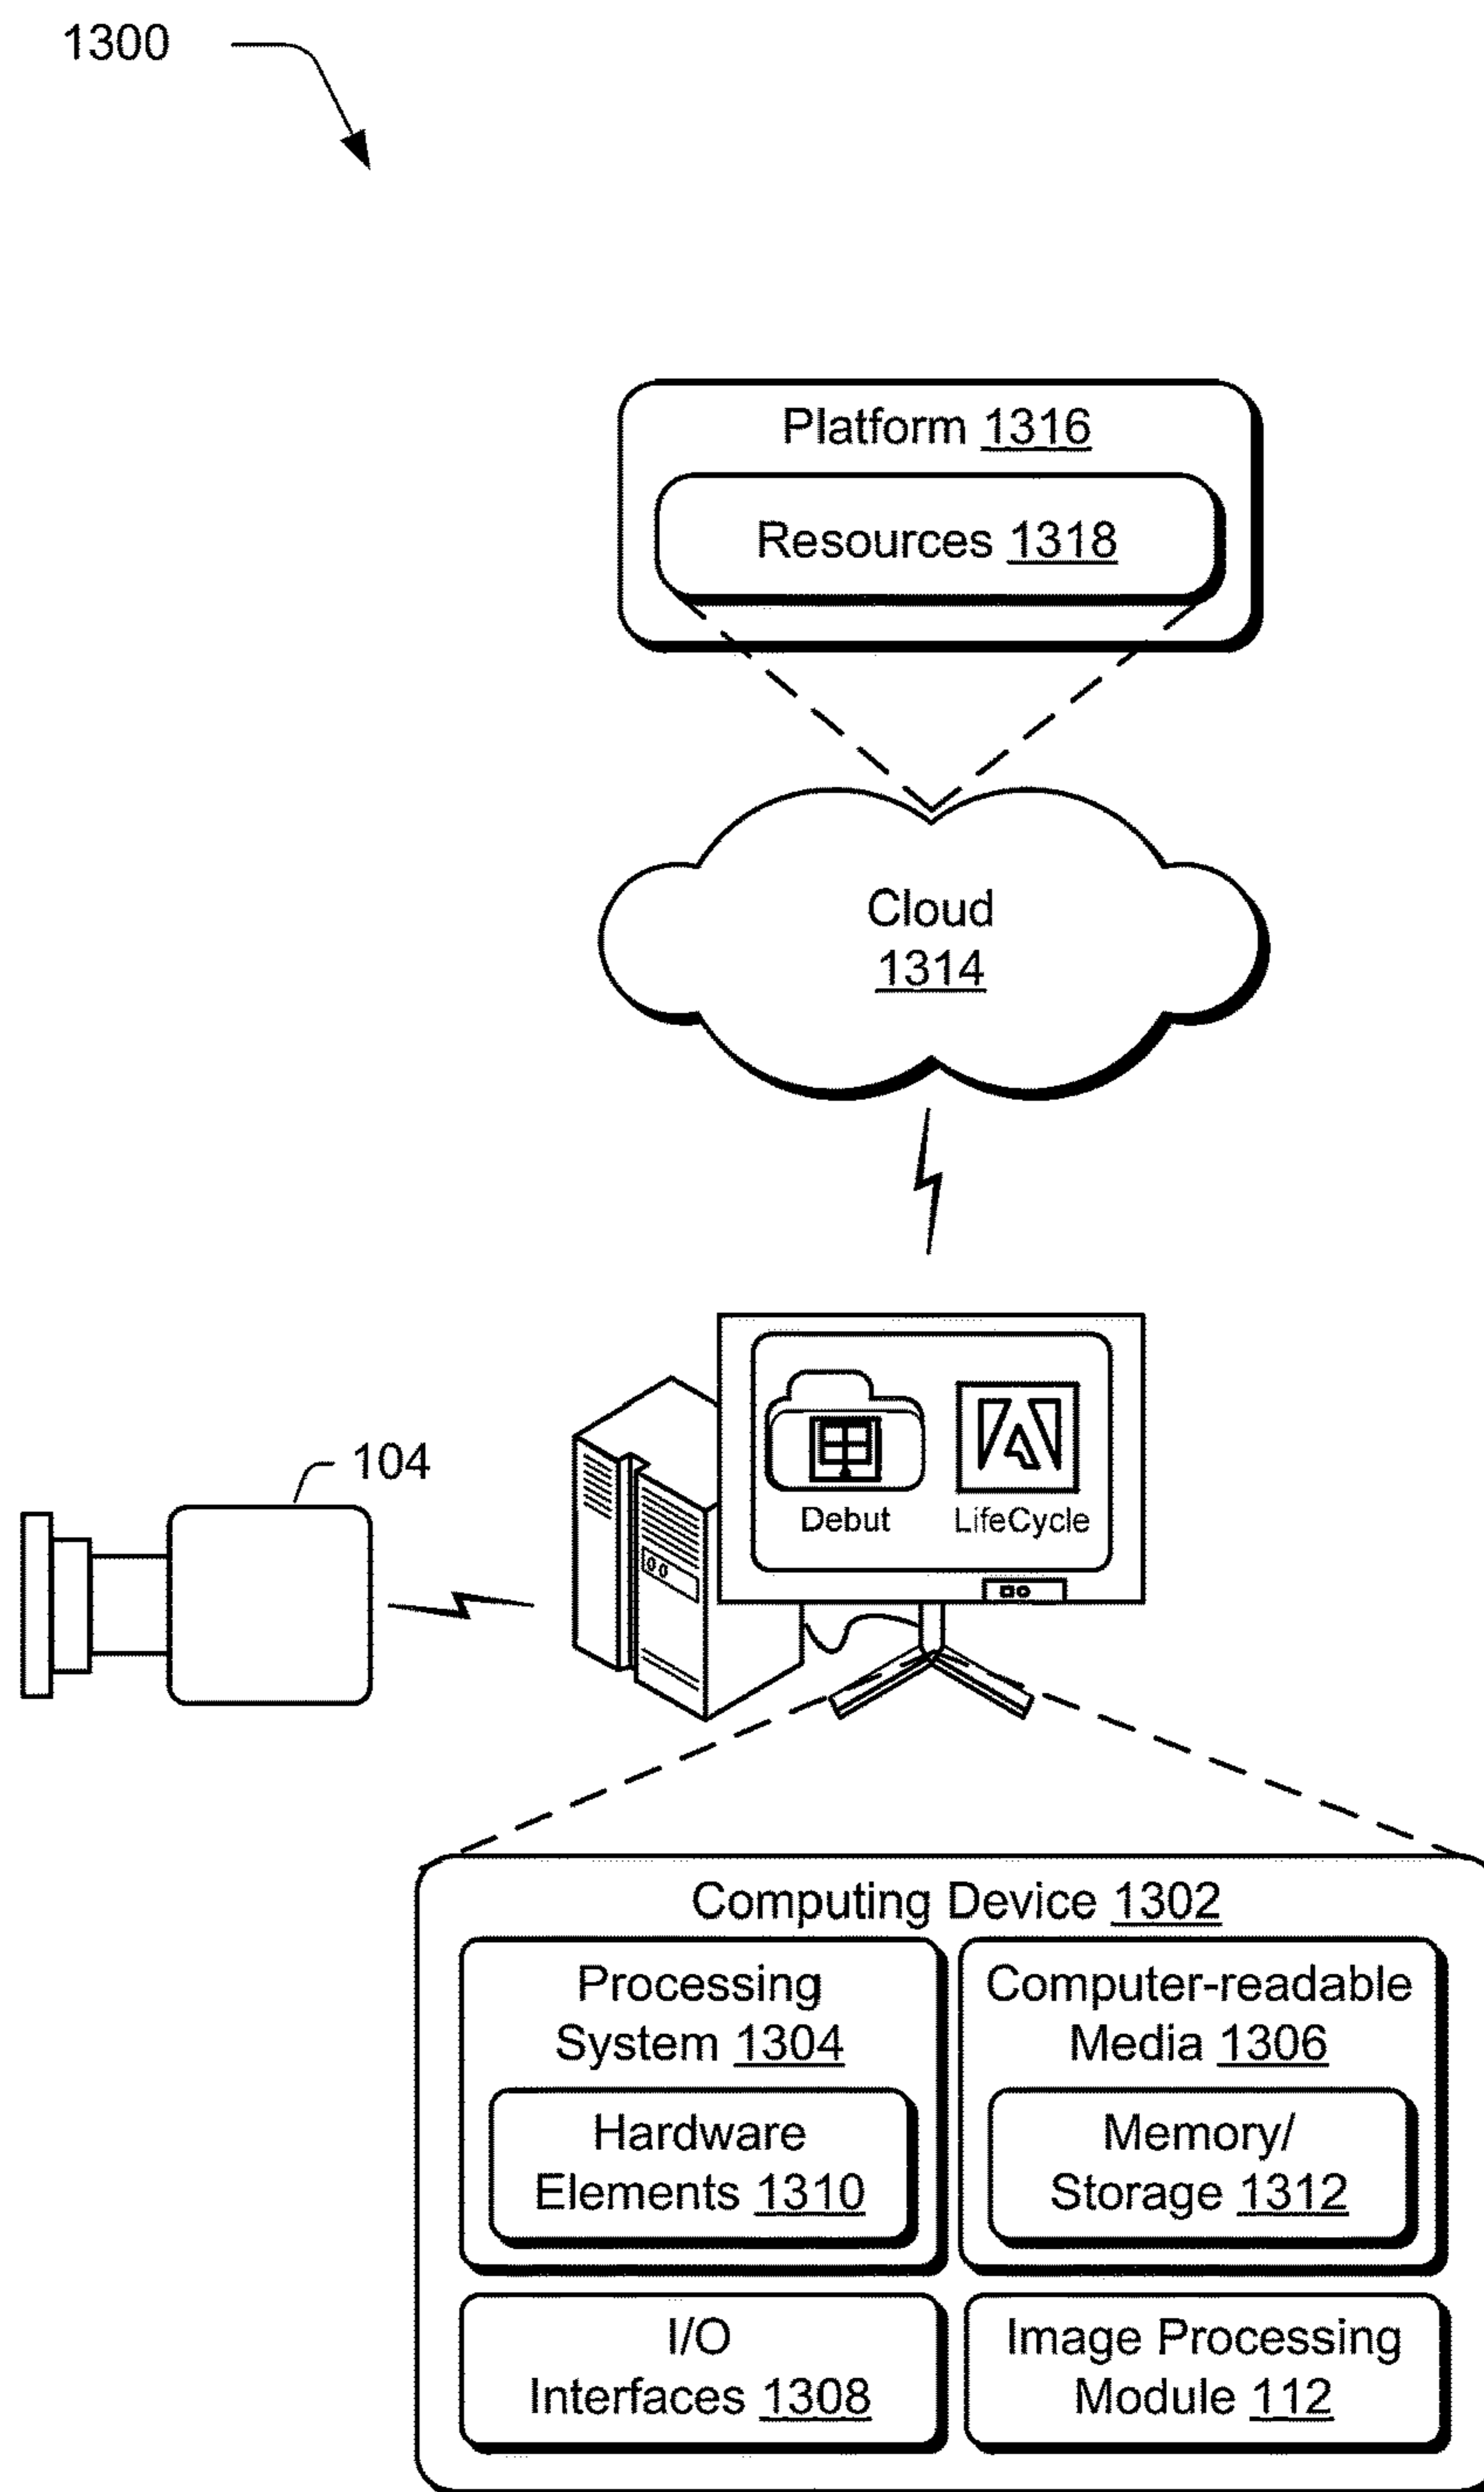 1300
Platform 1316
Resources 1318
Cloud
1314
104
Debut
LifeCycle
Computing Device 1302
Processing
System 1304
Hardware
Elements 1310
Computer-readable
Media 1306
Memory/
Storage 1312
I/O
Interfaces 1308
Image Processing
Module 112